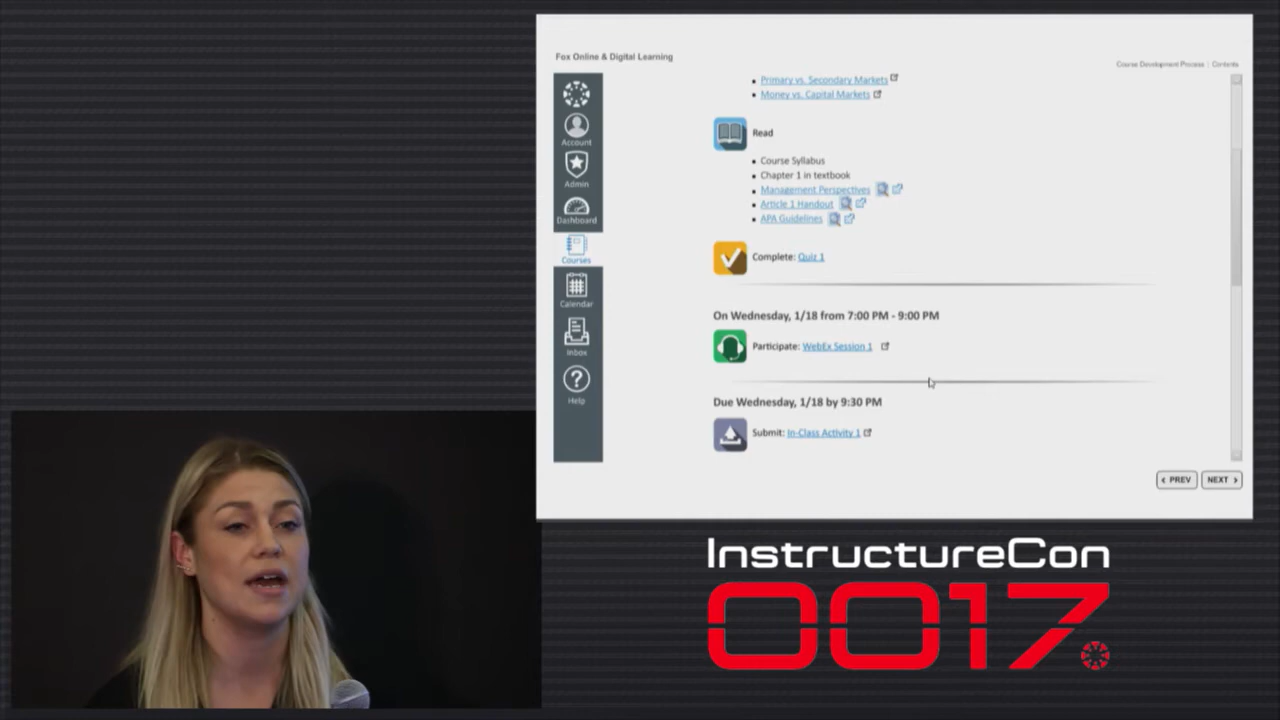 Fox Online & Digital Learning
Course Development Process | Contents
Account
Admin
Dashboard
Courses
Calendar
Inbox
Help
Primary vs. Secondary Markets
Money vs. Capital Markets
Read
Course Syllabus
Chapter 1 in textbook
Management Perspectives
Article 1 Handout
APA Guidelines
Complete: Quiz 1
On Wednesday, 1/18 from 7:00 PM - 9:00 PM
Participate: WebEx Session 1
Due Wednesday, 1/18 by 9:30 PM
Submit: In-Class Activity 1
PREV
NEXT
InstructureCon
0017